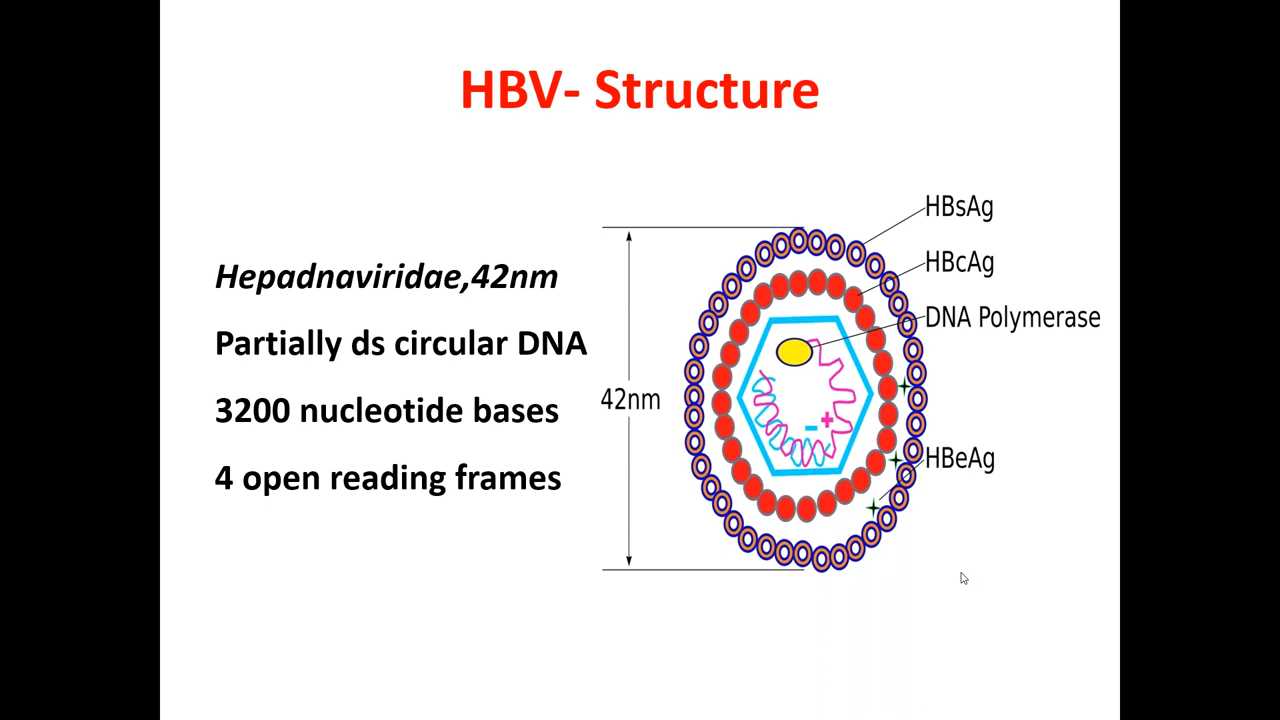 HBV- Structure
Hepadnaviridae,42nm
Partially ds circular DNA
3200 nucleotide bases
4 open reading frames
42nm
HBsAg
HBcAg
DNA Polymerase
- +
HBeAg